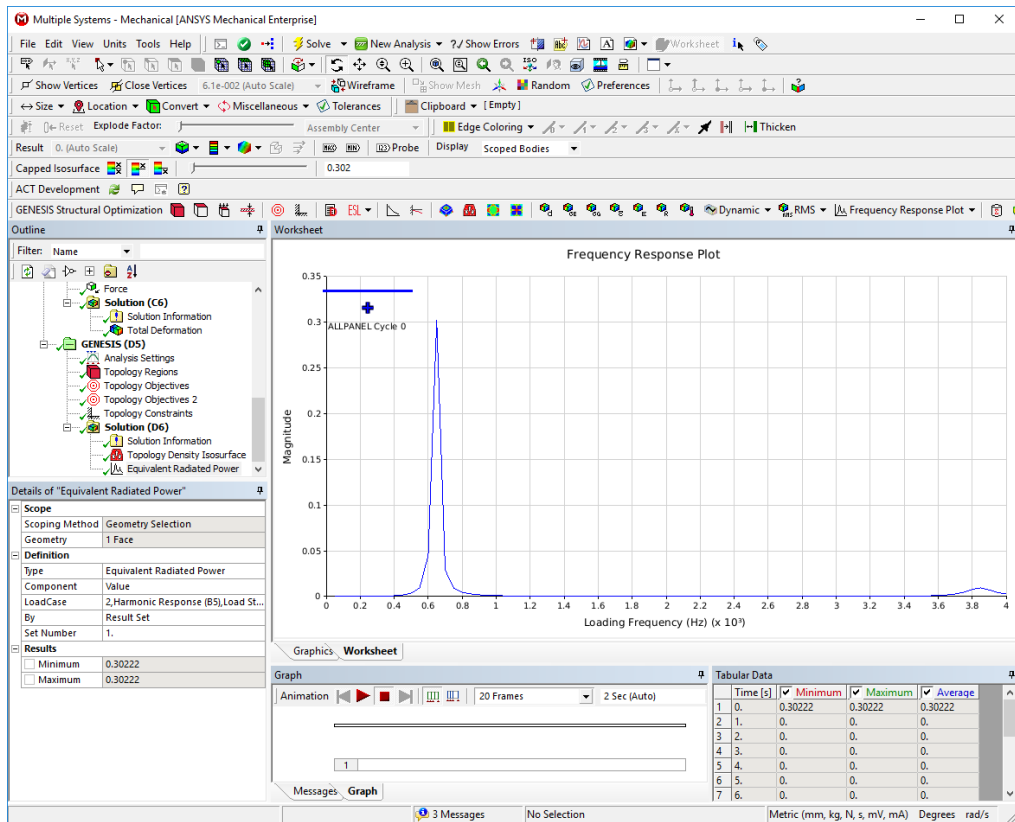 Multiple Systems - Mechanical [ANSYS Mechanical Enterprise]
File Edit View Units Tools Help Solve New Analysis ?/ Show Errors Worksheet
Show Vertices Close Vertices 6.1e-002 (Auto Scale) Wireframe Show Mesh Random Preferences
Size Location Convert Miscellaneous Tolerances Clipboard [Empty]
Reset Explode Factor: Assembly Center Edge Coloring Thicken
Result 0. (Auto Scale) Probe Display Scoped Bodies
Capped Isosurface 0.302
ACT Development
GENESIS Structural Optimization ESL Dynamic RMS Frequency Response Plot
Outline
Filter: Name
Force
Solution (C6)
Solution Information
Total Deformation
GENESIS (D5)
Analysis Settings
Topology Regions
Topology Objectives
Topology Objectives 2
Topology Constraints
Solution (D6)
Solution Information
Topology Density Isosurface
Equivalent Radiated Power
Details of "Equivalent Radiated Power"
Scope
Scoping Method Geometry Selection
Geometry 1 Face
Definition
Type Equivalent Radiated Power
Component Value
LoadCase 2,Harmonic Response (B5),Load St...
By Result Set
Set Number 1.
Results
Minimum 0.30222
Maximum 0.30222
Worksheet
Frequency Response Plot
0.35
0.3
0.25
0.2
0.15
0.1
0.05
0
ALLPANEL Cycle 0
Magnitude
0 0.2 0.4 0.6 0.8 1 1.2 1.4 1.6 1.8 2 2.2 2.4 2.6 2.8 3 3.2 3.4 3.6 3.8 4
Loading Frequency (Hz) (x 10³)
Graphics Worksheet
Graph
Animation 20 Frames 2 Sec (Auto)
1
Messages Graph
Tabular Data
Time [s] Minimum Maximum Average
1 0. 0.30222 0.30222 0.30222
2 1. 0. 0. 0.
3 2. 0. 0. 0.
4 3. 0. 0. 0.
5 4. 0. 0. 0.
6 5. 0. 0. 0.
7 6. 0. 0. 0.
3 Messages No Selection Metric (mm, kg, N, s, mV, mA) Degrees rad/s